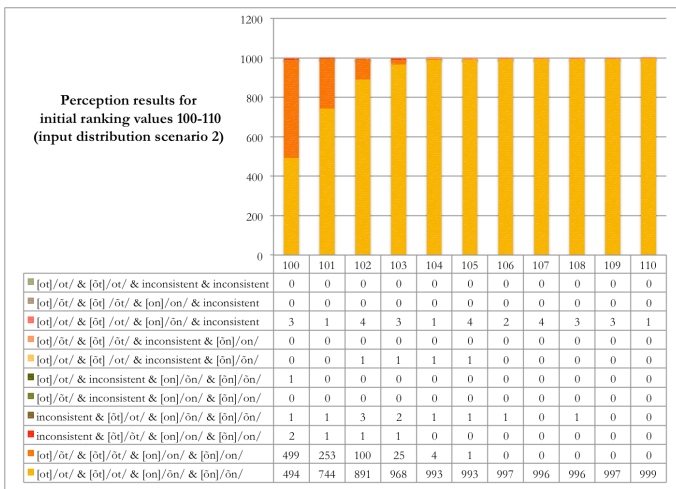 1200
1000
800
600
400
200
0
Perception results for
initial ranking values 100-110
(input distribution scenario 2)
100 101 102 103 104 105 106 107 108 109 110
[ot]/ot/ & [õt]/ot/ & inconsistent & inconsistent 0 0 0 0 0 0 0 0 0 0 0
[ot]/õt/ & [õt] /õt/ & [on]/on/ & inconsistent 0 0 0 0 0 0 0 0 0 0 0
[ot]/ot/ & [õt] /ot/ & [on]/õn/ & inconsistent 3 1 4 3 1 4 2 4 3 3 1
[ot]/õt/ & [õt] /õt/ & inconsistent & [õn]/on/ 0 0 0 0 0 0 0 0 0 0 0
[ot]/ot/ & [õt] /ot/ & inconsistent & [õn]/õn/ 0 0 1 1 1 1 0 0 0 0 0
[ot]/ot/ & inconsistent & [on]/õn/ & [õn]/õn/ 1 0 0 0 0 0 0 0 0 0 0
[ot]/õt/ & inconsistent & [on]/on/ & [õn]/on/ 0 0 0 0 0 0 0 0 0 0 0
inconsistent & [õt]/ot/ & [on]/õn/ & [õn]/õn/ 1 1 3 2 1 1 1 0 1 0 0
inconsistent & [õt]/õt/ & [on]/on/ & [õn]/on/ 2 1 1 1 0 0 0 0 0 0 0
[ot]/õt/ & [õt]/õt/ & [on]/on/ & [õn]/on/ 499 253 100 25 4 1 0 0 0 0 0
[ot]/ot/ & [õt]/ot/ & [on]/õn/ & [õn]/õn/ 494 744 891 968 993 993 997 996 996 997 999